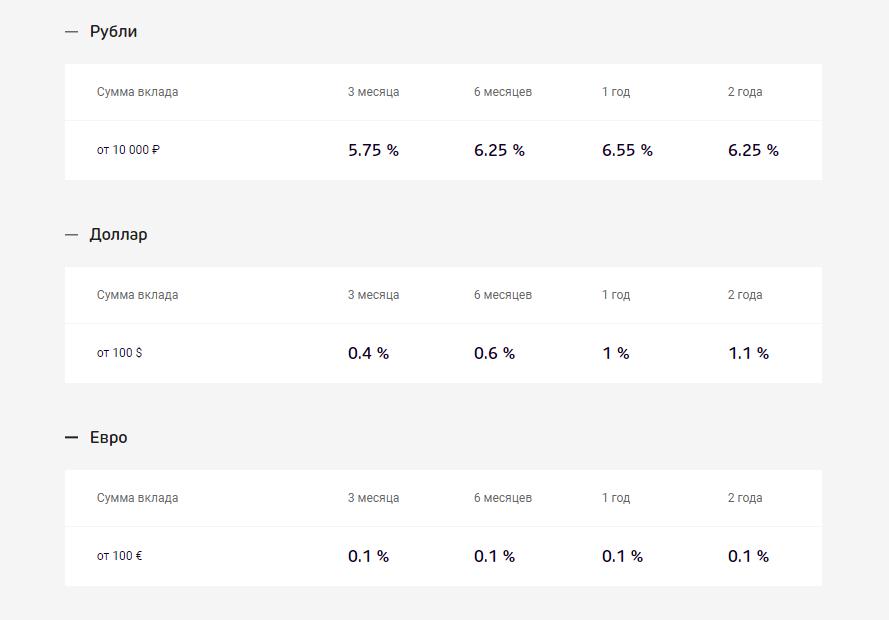 — Рубли
Сумма вклада 3 месяца 6 месяцев 1 год 2 года
от 10 000 ₽ 5.75 % 6.25 % 6.55 % 6.25 %
— Доллар
Сумма вклада 3 месяца 6 месяцев 1 год 2 года
от 100 $ 0.4 % 0.6 % 1 % 1.1 %
— Евро
Сумма вклада 3 месяца 6 месяцев 1 год 2 года
от 100 € 0.1 % 0.1 % 0.1 % 0.1 %